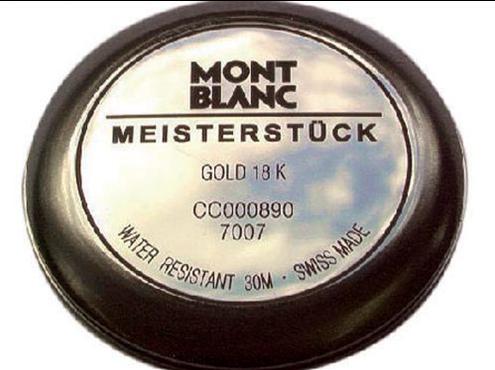 MONT
BLANC
MEISTERSTÜCK
GOLD 18 K
CC000890
7007
WATER RESISTANT 30M · SWISS MADE